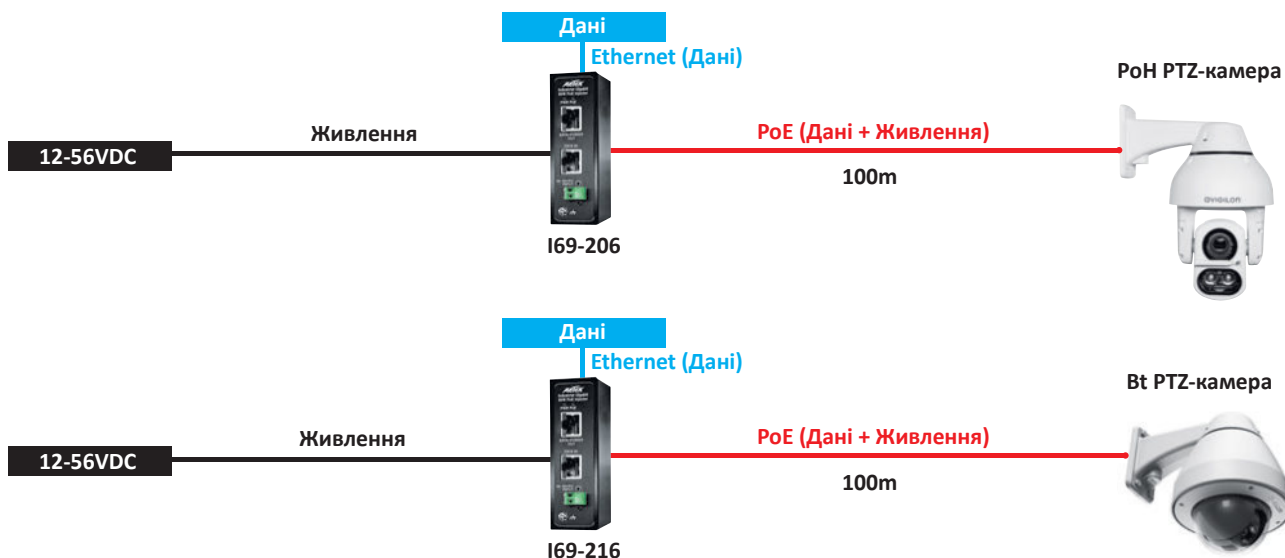 Дані
Ethernet (Дані)
PoH PTZ-камера
Живлення
PoE (Дані + Живлення)
12-56VDC
100m
AVIGILON
I69-206
Дані
Ethernet (Дані)
Bt PTZ-камера
Живлення
PoE (Дані + Живлення)
12-56VDC
100m
I69-216